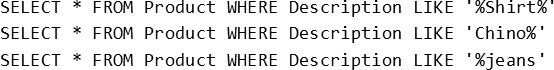 SELECT * FROM Product WHERE Description LIKE '%Shirt%'
SELECT * FROM Product WHERE Description LIKE 'Chino%'
SELECT * FROM Product WHERE Description LIKE '%jeans'